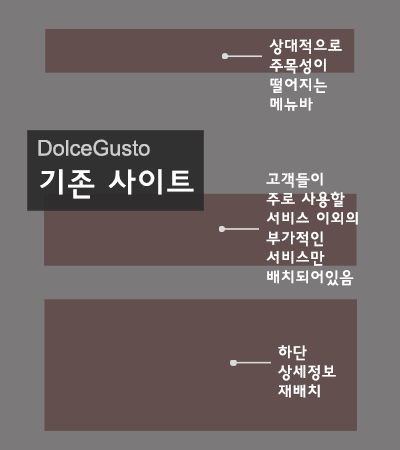 상대적으로
주목성이
떨어지는
메뉴바
DolceGusto
기존 사이트
고객들이
주로 사용할
서비스 이외의
부가적인
서비스만
배치되어있음
하단
상세정보
재배치